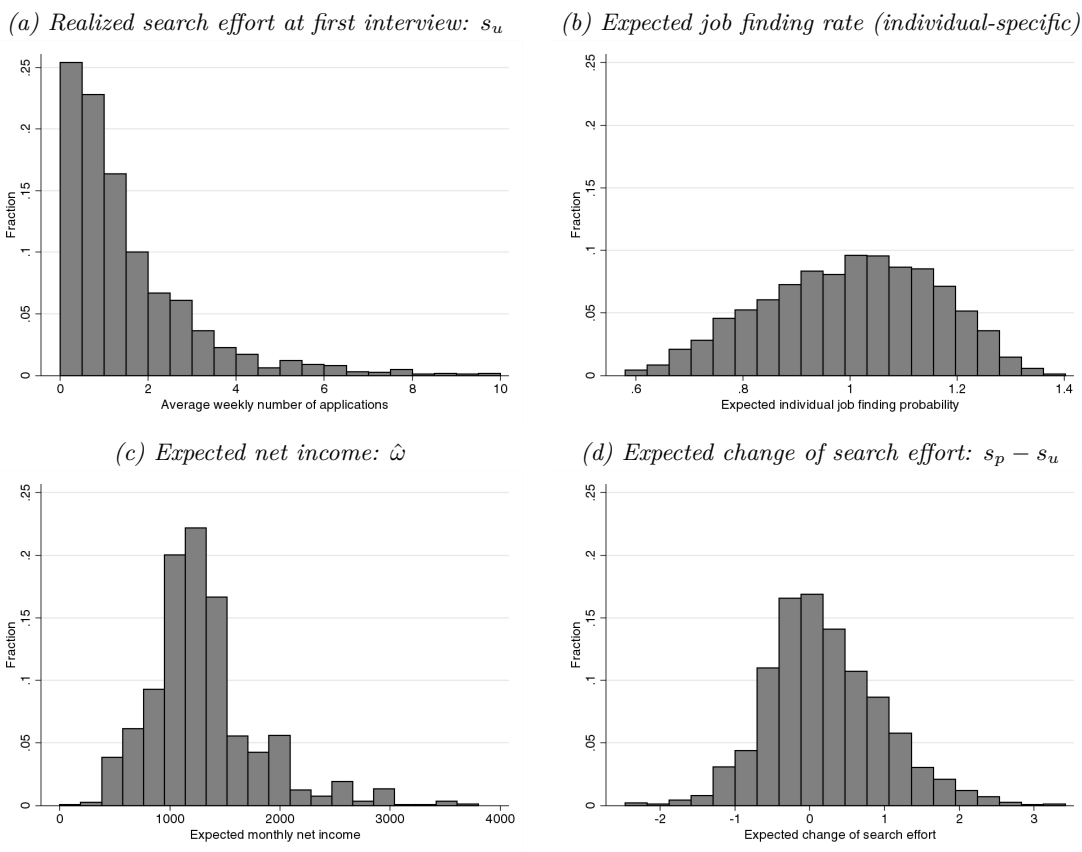 (a) Realized search effort at first interview: s_u
(b) Expected job finding rate (individual-specific)
Fraction
.25
.2
.15
.1
.05
0
0 2 4 6 8 10
Average weekly number of applications
Fraction
.25
.2
.15
.1
.05
0
.6 .8 1 1.2 1.4
Expected individual job finding probability
(c) Expected net income: ω̂
(d) Expected change of search effort: s_p − s_u
Fraction
.25
.2
.15
.1
.05
0
0 1000 2000 3000 4000
Expected monthly net income
Fraction
.25
.2
.15
.1
.05
0
-2 -1 0 1 2 3
Expected change of search effort